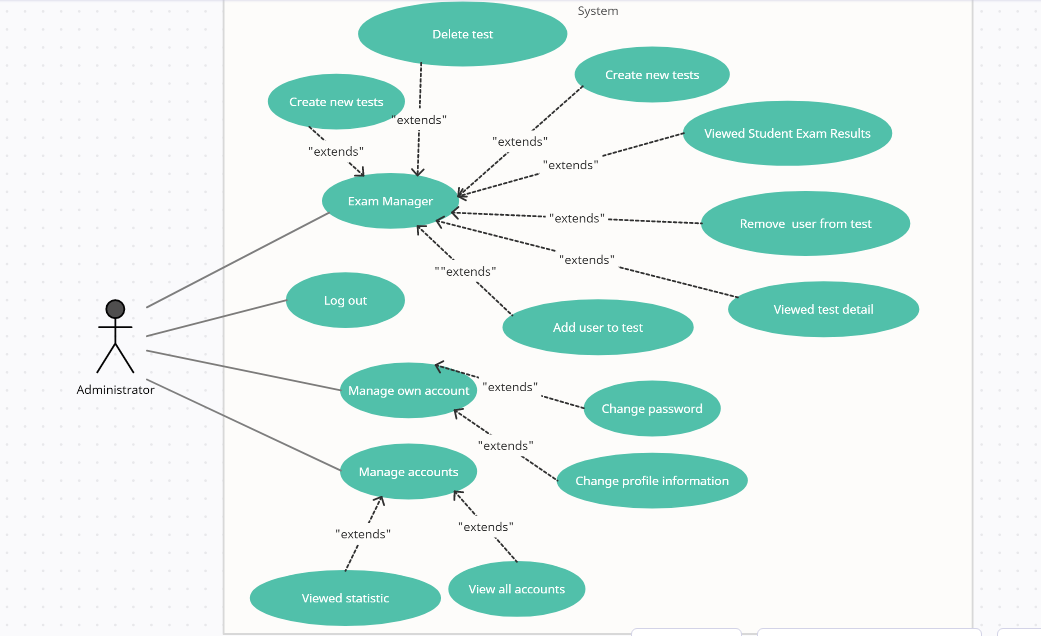 System
Delete test
Create new tests
Create new tests
"extends"
Viewed Student Exam Results
"extends"
"extends"
"extends"
Exam Manager
"extends"
Remove  user from test
"extends"
""extends"
Log out
Viewed test detail
Add user to test
Administrator
Manage own account
"extends"
Change password
"extends"
Manage accounts
Change profile information
"extends"
"extends"
View all accounts
Viewed statistic